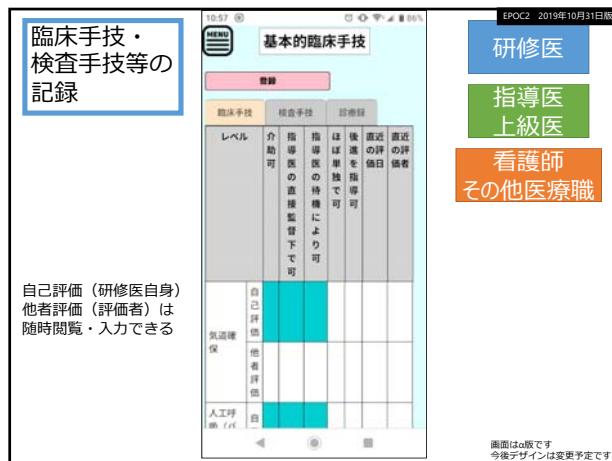 EPOC2 2019年10月31日版
臨床手技・
検査手技等の
記録
自己評価（研修医自身）
他者評価（評価者）は
随時閲覧・入力できる
10:57
86%
MENU
基本的臨床手技
登録
臨床手技 検査手技 診療録
レベル
介助可
指導医の直接監督下で可
指導医の待機により可
ほぼ単独で可
後進を指導可
直近の評価日
直近の評価者
気道確保
自己評価
他者評価
人工呼
自
研修医
指導医
上級医
看護師
その他医療職
画面はα版です
今後デザインは変更予定です